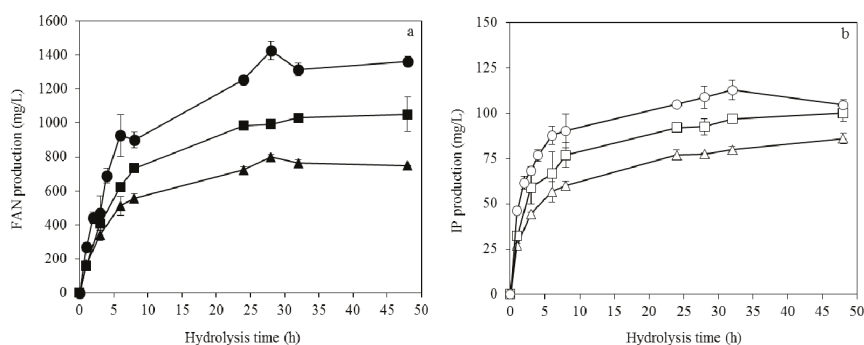 a
FAN production (mg/L)
1600
1400
1200
1000
800
600
400
200
0
0 5 10 15 20 25 30 35 40 45 50
Hydrolysis time (h)
b
IP production (mg/L)
150
125
100
75
50
25
0
0 5 10 15 20 25 30 35 40 45 50
Hydrolysis time (h)